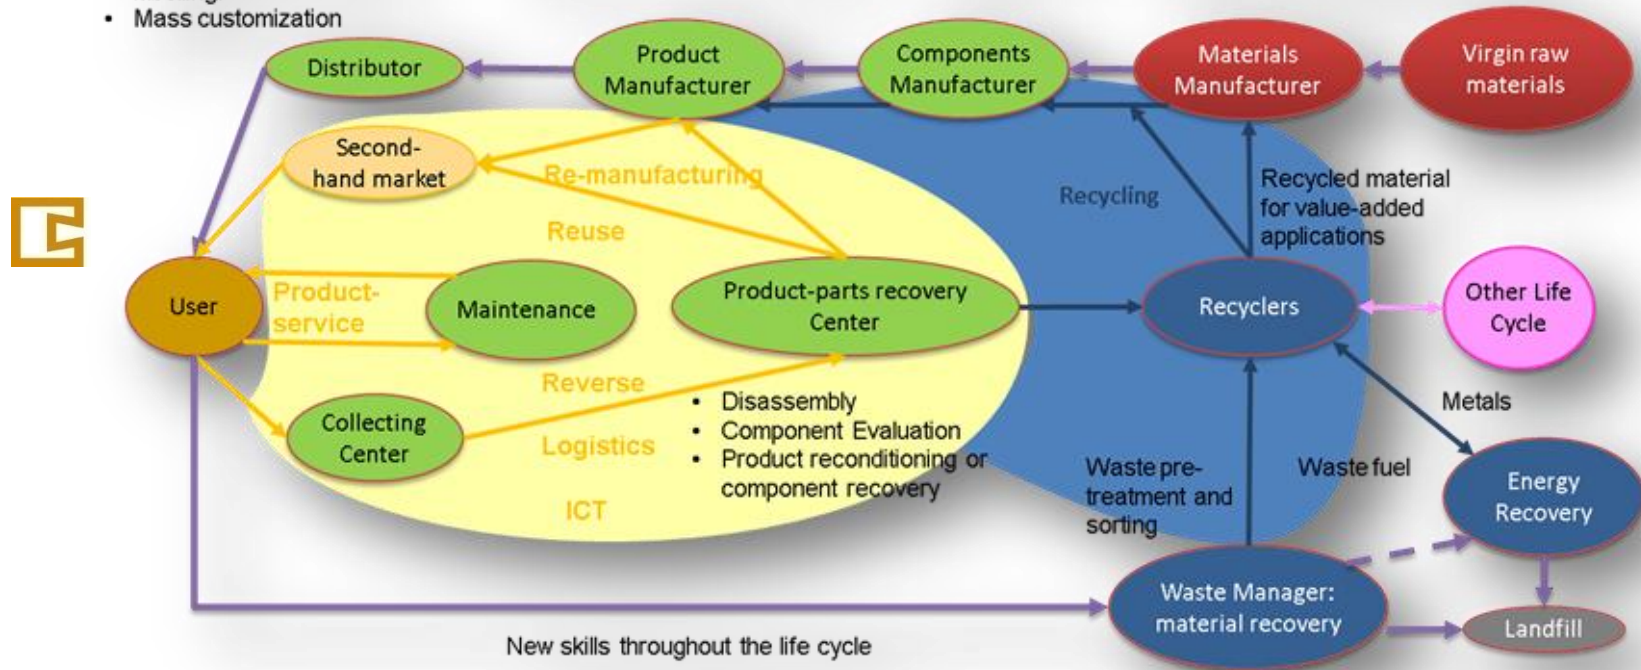 • Mass customization
Distributor
Product
Manufacturer
Components
Manufacturer
Materials
Manufacturer
Virgin raw
materials
Second-
hand market
Re-manufacturing
Recycling
Recycled material
for value-added
applications
Reuse
User
Product-
service
Maintenance
Product-parts recovery
Center
Recyclers
Other Life
Cycle
Reverse
• Disassembly
• Component Evaluation
• Product reconditioning or
component recovery
Collecting
Center
Logistics
ICT
Metals
Waste pre-
treatment and
sorting
Waste fuel
Energy
Recovery
Waste Manager:
material recovery
Landfill
New skills throughout the life cycle